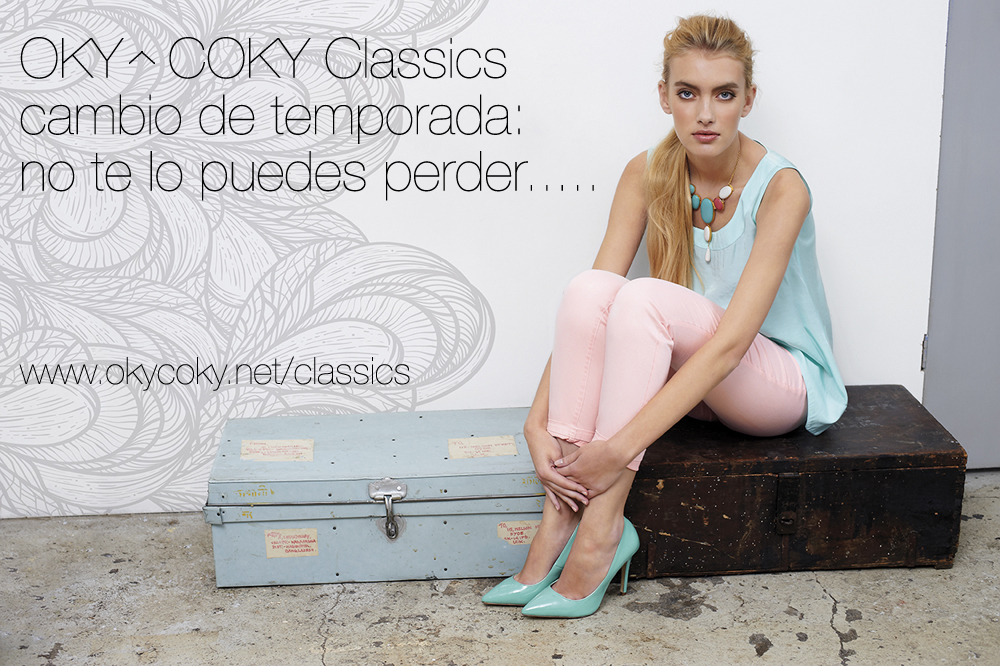 OKY^COKY Classics
cambio de temporada:
no te lo puedes perder.....
www.okycoky.net/classics